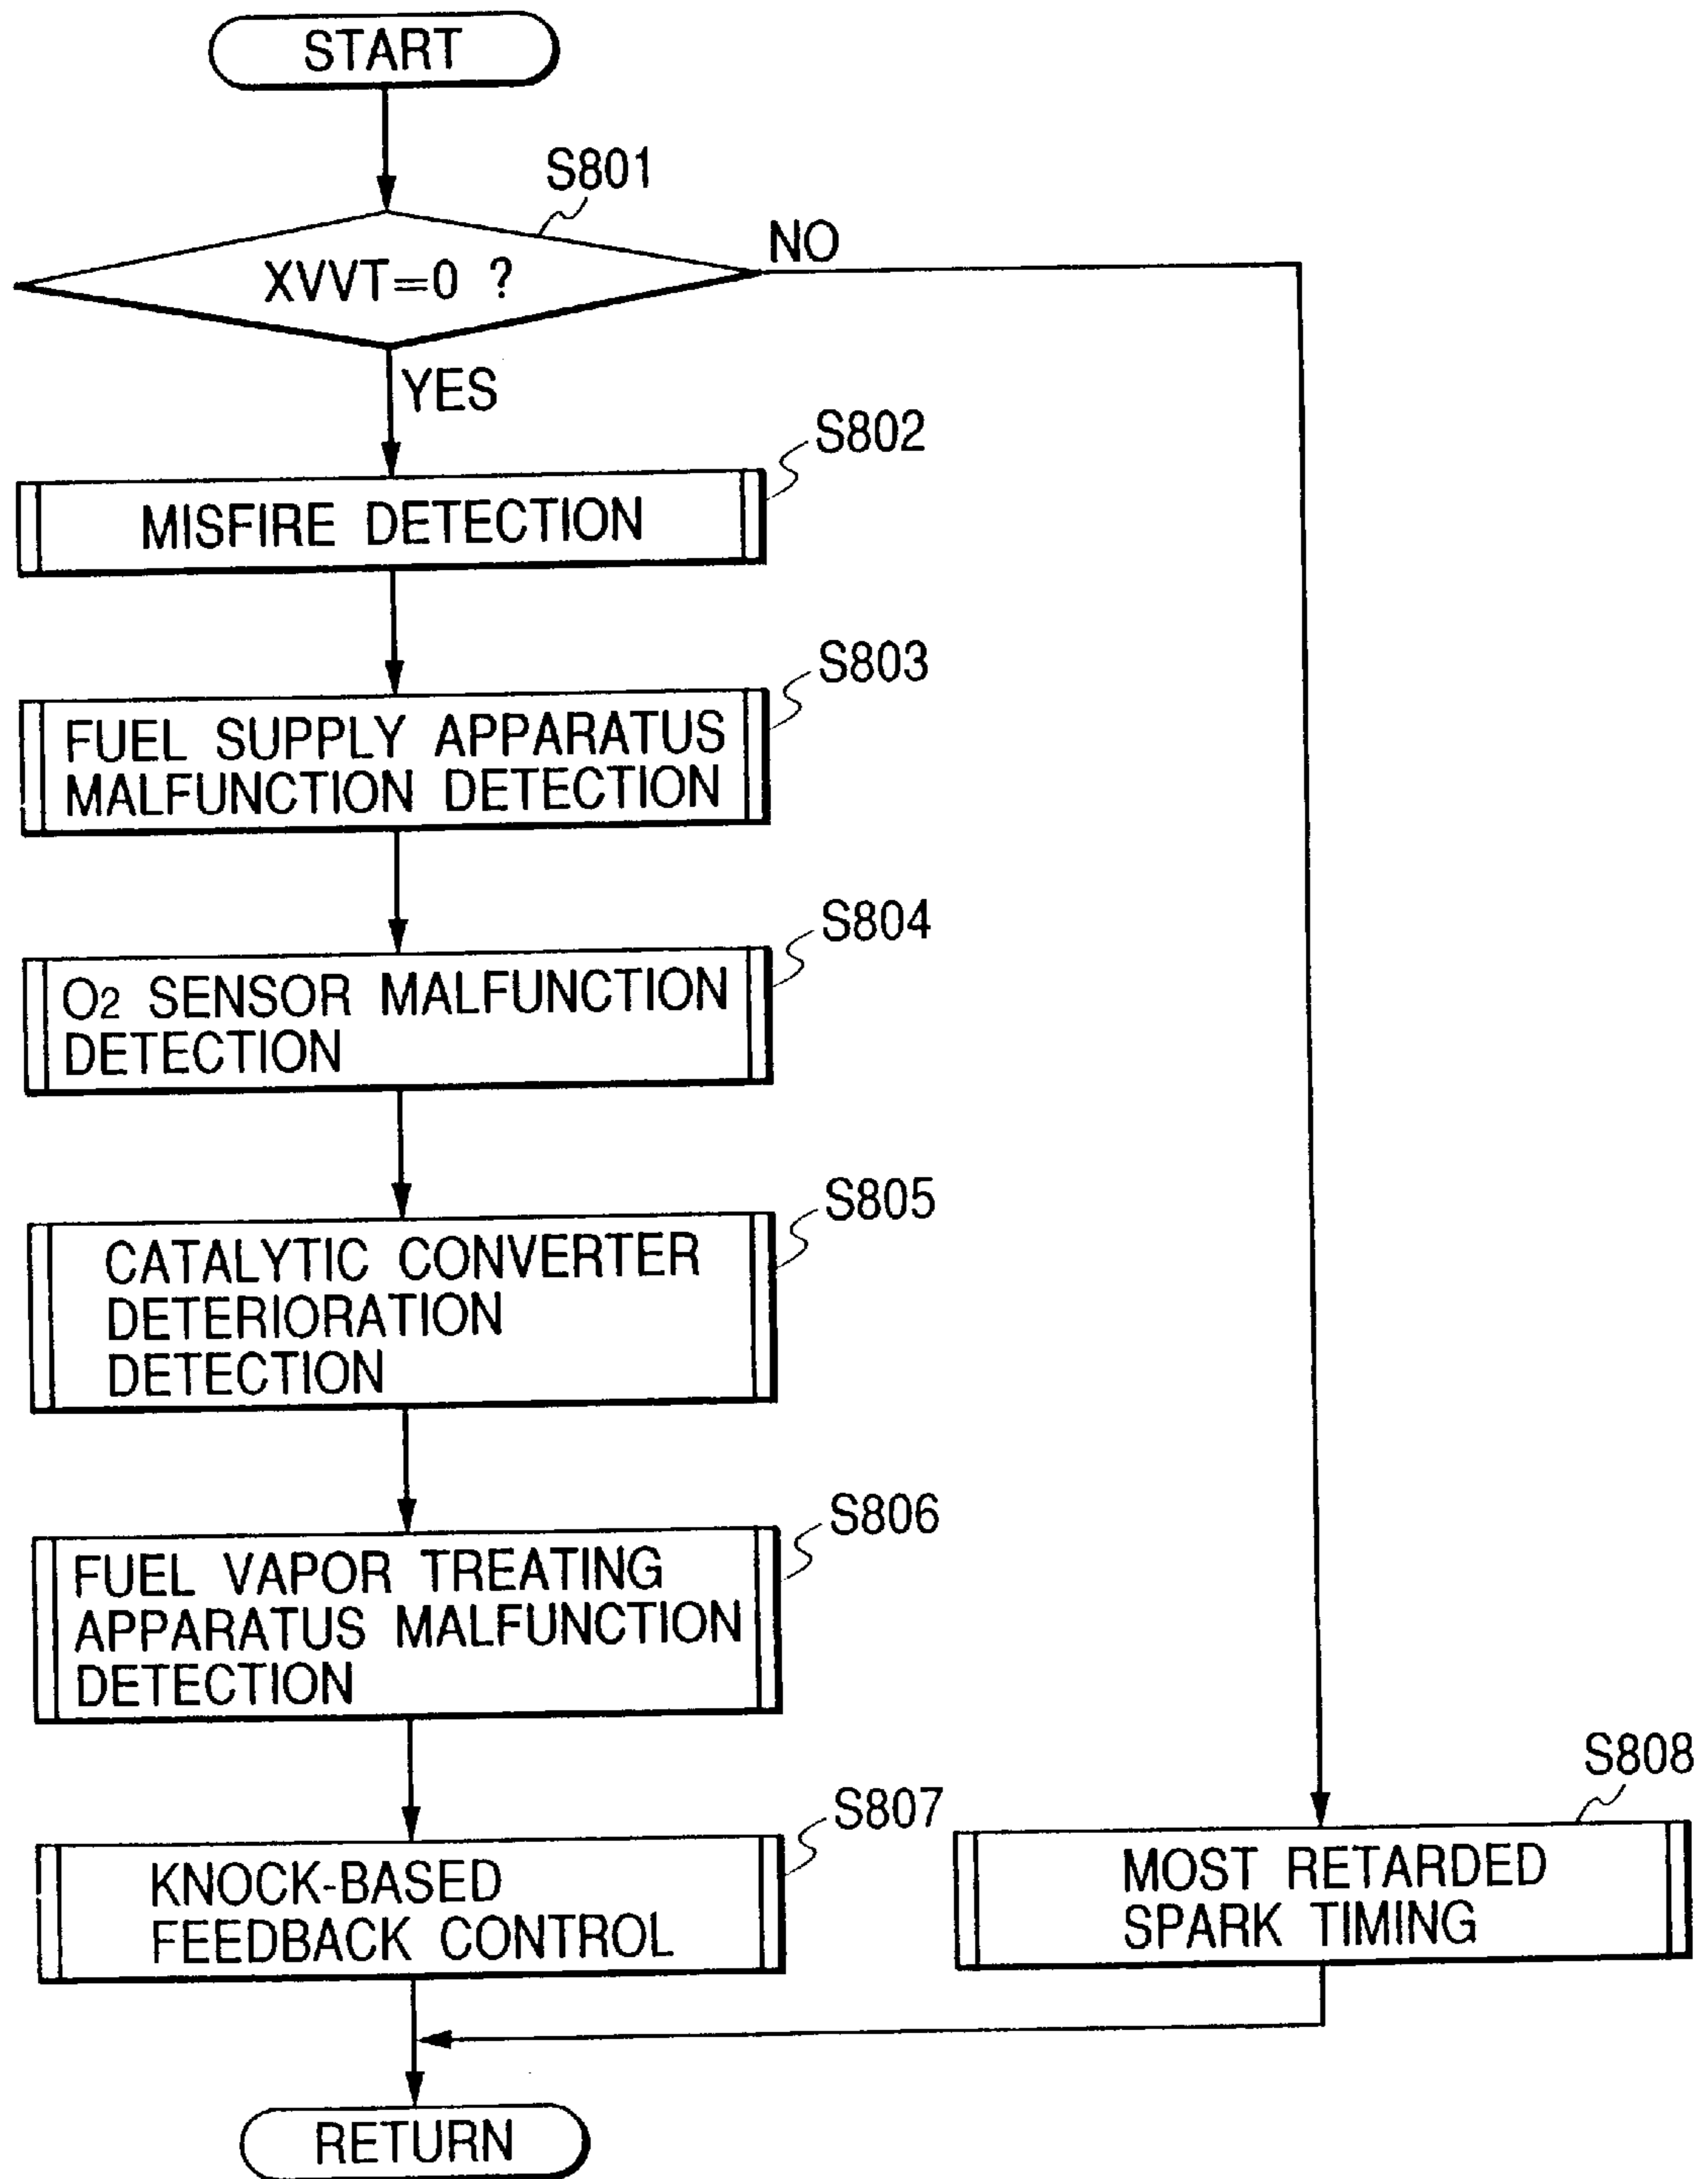 START
S801
XVVT=0 ?
NO
YES
S802
MISFIRE DETECTION
S803
FUEL SUPPLY APPARATUS
MALFUNCTION DETECTION
S804
O2 SENSOR MALFUNCTION
DETECTION
S805
CATALYTIC CONVERTER
DETERIORATION
DETECTION
S806
FUEL VAPOR TREATING
APPARATUS MALFUNCTION
DETECTION
S807
KNOCK-BASED
FEEDBACK CONTROL
S808
MOST RETARDED
SPARK TIMING
RETURN